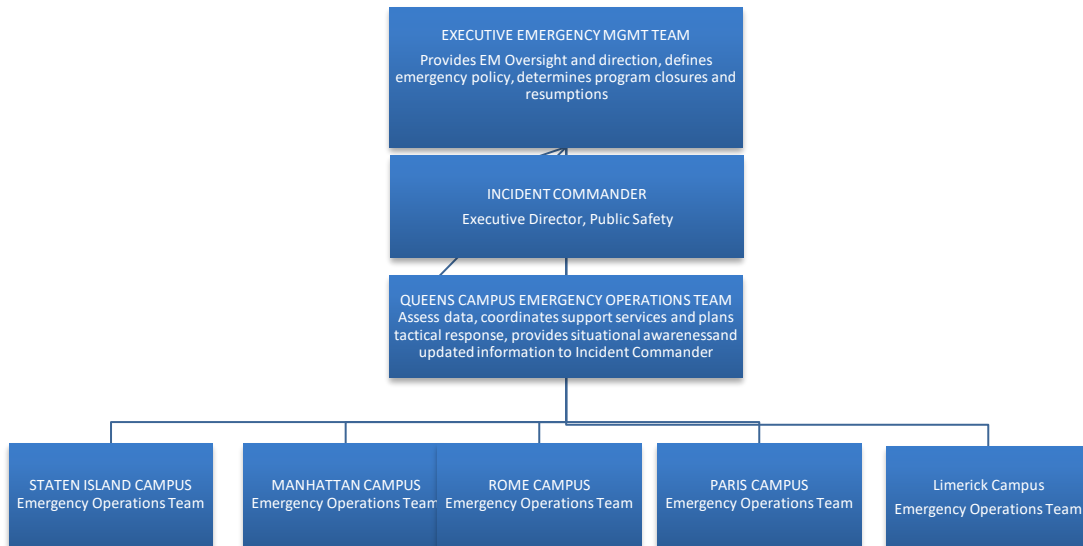 EXECUTIVE EMERGENCY MGMT TEAM
Provides EM Oversight and direction, defines
emergency policy, determines program closures and
resumptions
INCIDENT COMMANDER
Executive Director, Public Safety
QUEENS CAMPUS EMERGENCY OPERATIONS TEAM
Assess data, coordinates support services and plans
tactical response, provides situational awarenessand
updated information to Incident Commander
STATEN ISLAND CAMPUS
Emergency Operations Team
MANHATTAN CAMPUS
Emergency Operations Team
ROME CAMPUS
Emergency Operations Team
PARIS CAMPUS
Emergency Operations Team
Limerick Campus
Emergency Operations Team